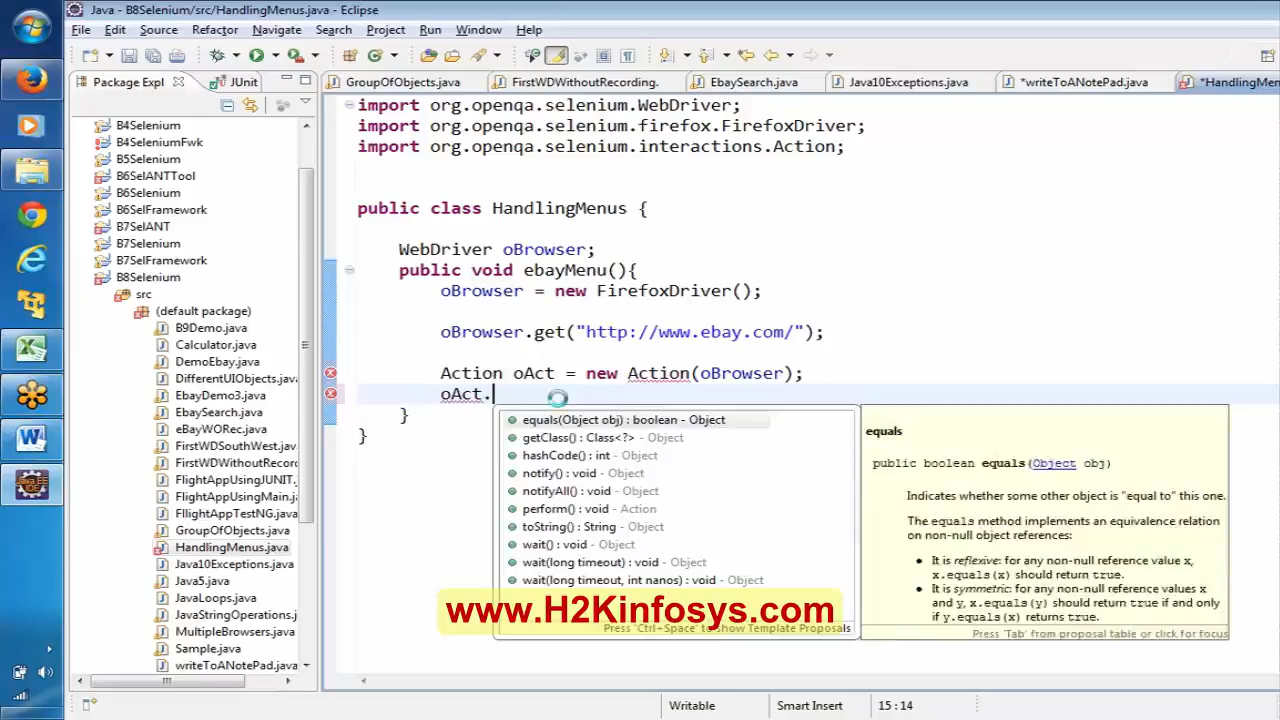 Java - B8Selenium/src/HandlingMenus.java - Eclipse
File Edit Source Refactor Navigate Search Project Run Window Help
Package Expl JUnit
GroupOfObjects.java FirstWDWithoutRecording. EbaySearch.java Java10Exceptions.java *writeToANotePad.java *HandlingMen
B4Selenium
B4SeleniumFwk
B5Selenium
B6SelANTTool
B6Selenium
B6SelFramework
B7SelANT
B7Selenium
B7SelFramework
B8Selenium
src
(default package)
B9Demo.java
Calculator.java
DemoEbay.java
DifferentUIObjects.java
EbayDemo3.java
EbaySearch.java
eBayWORec.java
FirstWDSouthWest.java
FirstWDWithoutRecord
FlightAppUsingJUNIT.
FlightAppUsingMain.j
FllightAppTestNG.java
GroupOfObjects.java
HandlingMenus.java
Java10Exceptions.java
Java5.java
JavaLoops.java
JavaStringOperations.j
MultipleBrowsers.java
Sample.java
writeToANotePad.java
import org.openqa.selenium.WebDriver;
import org.openqa.selenium.firefox.FirefoxDriver;
import org.openqa.selenium.interactions.Action;
public class HandlingMenus {
WebDriver oBrowser;
public void ebayMenu(){
oBrowser = new FirefoxDriver();
oBrowser.get("http://www.ebay.com/");
Action oAct = new Action(oBrowser);
oAct.
}
}
equals(Object obj) : boolean - Object
getClass() : Class<?> - Object
hashCode() : int - Object
notify() : void - Object
notifyAll() : void - Object
perform() : void - Action
toString() : String - Object
wait() : void - Object
wait(long timeout) : void - Object
wait(long timeout, int nanos) : void - Object
Press 'Ctrl+Space' to show Template Proposals
equals
public boolean equals(Object obj)
Indicates whether some other object is "equal to" this one.
The equals method implements an equivalence relation
on non-null object references:
It is reflexive: for any non-null reference value x,
x.equals(x) should return true.
It is symmetric: for any non-null reference values x
and y, x.equals(y) should return true if and only
if y.equals(x) returns true.
Press 'Tab' from proposal table or click for focus
www.H2Kinfosys.com
Writable Smart Insert 15 : 14
Java EE
IDE